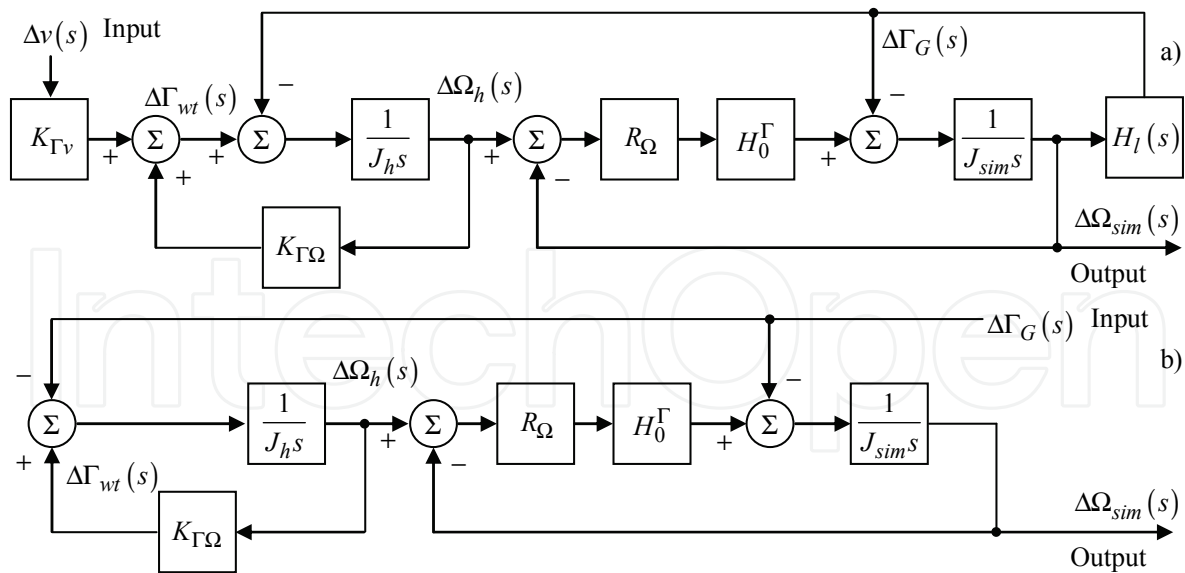 Δv(s) Input
ΔΓ_G(s)
a)
−
ΔΓ_wt(s)
ΔΩ_h(s)
−
K_Γv
+
Σ
+
Σ
1/(J_h s)
+
Σ
R_Ω
H_0^Γ
+
Σ
1/(J_sim s)
H_l(s)
+
−
K_ΓΩ
ΔΩ_sim(s)
Output
IntechOpen
ΔΓ_G(s) Input
b)
−
ΔΩ_h(s)
−
Σ
1/(J_h s)
+
Σ
R_Ω
H_0^Γ
+
Σ
1/(J_sim s)
+
ΔΓ_wt(s)
−
K_ΓΩ
ΔΩ_sim(s)
Output